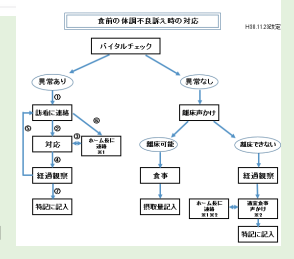 食前の体調不良訴え時の対応
バイタルチェック
異常あり
異常なし
①
訪看に連絡
離床声かけ
⑤
②
③
⑥
対応
ホーム長に
連絡
※1
離床可能
離床できない
④
経過観察
食事
経過観察
⑦
特記に記入
摂取量記入
ホーム長に
連絡
※1※2
適宜食事
声かけ
※2
特記に記入